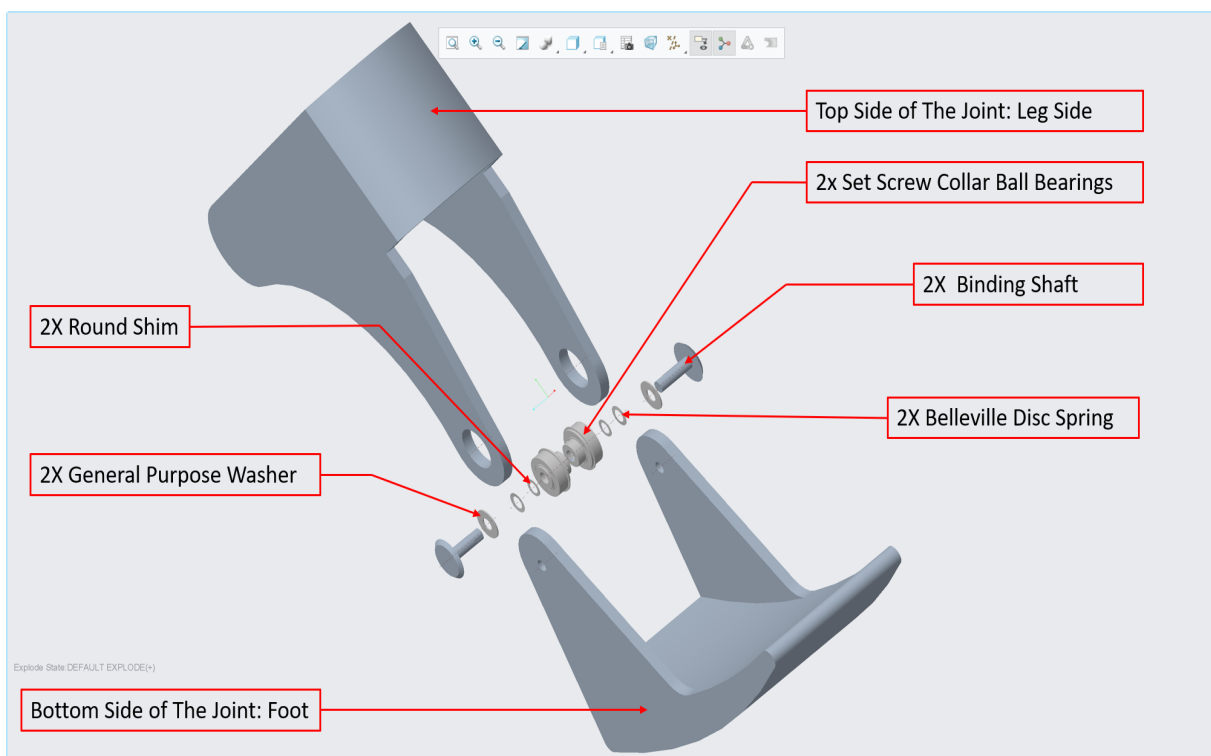 Top Side of The Joint: Leg Side
2x Set Screw Collar Ball Bearings
2X  Binding Shaft
2X Round Shim
2X Belleville Disc Spring
2X General Purpose Washer
Explode State:DEFAULT EXPLODE(+)
Bottom Side of The Joint: Foot